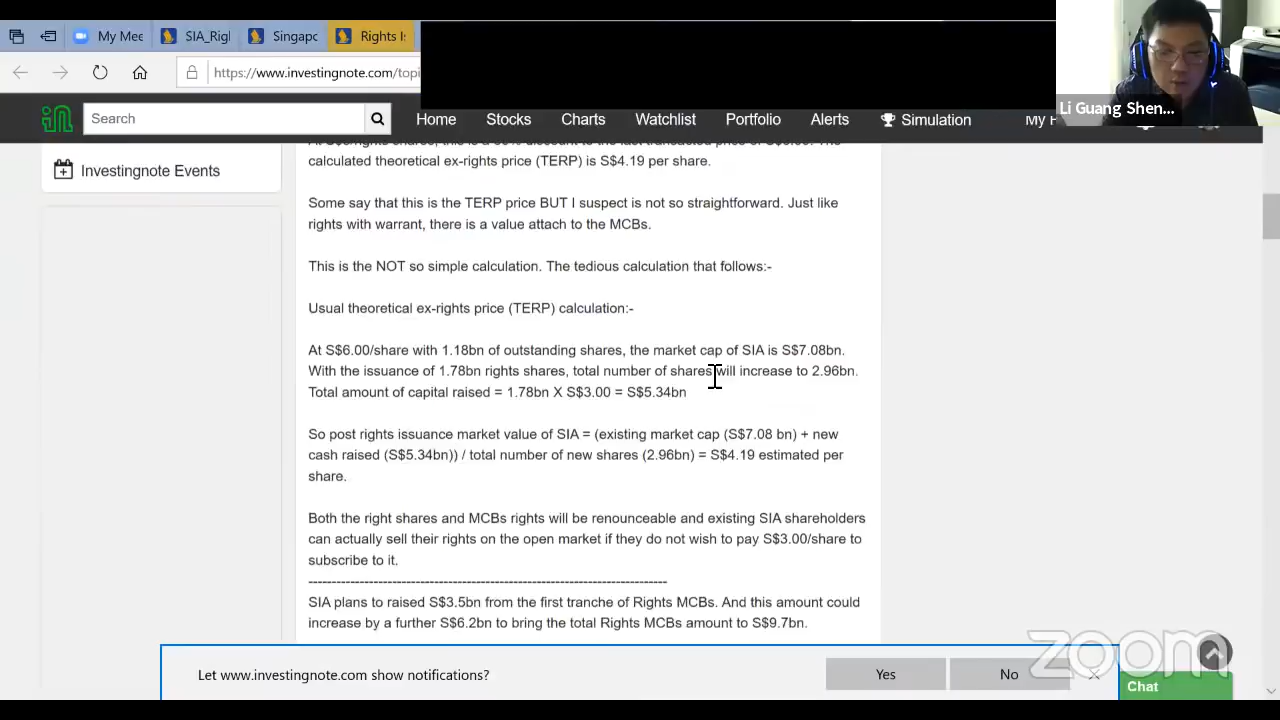 My Mee
SIA_Rigl
Singapc
Rights Is
https://www.investingnote.com/topi
Li Guang Shen...
in
Search
Home
Stocks
Charts
Watchlist
Portfolio
Alerts
Simulation
My
Investingnote Events
calculated theoretical ex-rights price (TERP) is S$4.19 per share.
Some say that this is the TERP price BUT I suspect is not so straightforward. Just like
rights with warrant, there is a value attach to the MCBs.
This is the NOT so simple calculation. The tedious calculation that follows:-
Usual theoretical ex-rights price (TERP) calculation:-
At S$6.00/share with 1.18bn of outstanding shares, the market cap of SIA is S$7.08bn.
With the issuance of 1.78bn rights shares, total number of shares will increase to 2.96bn.
Total amount of capital raised = 1.78bn X S$3.00 = S$5.34bn
So post rights issuance market value of SIA = (existing market cap (S$7.08 bn) + new
cash raised (S$5.34bn)) / total number of new shares (2.96bn) = S$4.19 estimated per
share.
Both the right shares and MCBs rights will be renounceable and existing SIA shareholders
can actually sell their rights on the open market if they do not wish to pay S$3.00/share to
subscribe to it.
------------------------------------------------------------------------------
SIA plans to raised S$3.5bn from the first tranche of Rights MCBs. And this amount could
increase by a further S$6.2bn to bring the total Rights MCBs amount to S$9.7bn.
zoom
Let www.investingnote.com show notifications?
Yes
No
Chat